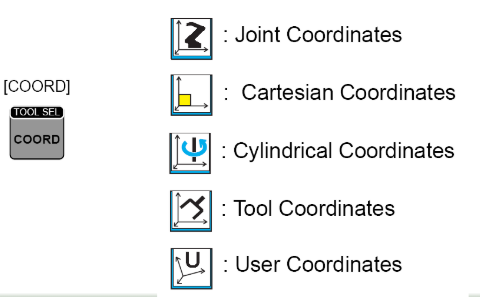 : Joint Coordinates
[COORD]
: Cartesian Coordinates
TOOL SEL
COORD
: Cylindrical Coordinates
: Tool Coordinates
U
: User Coordinates